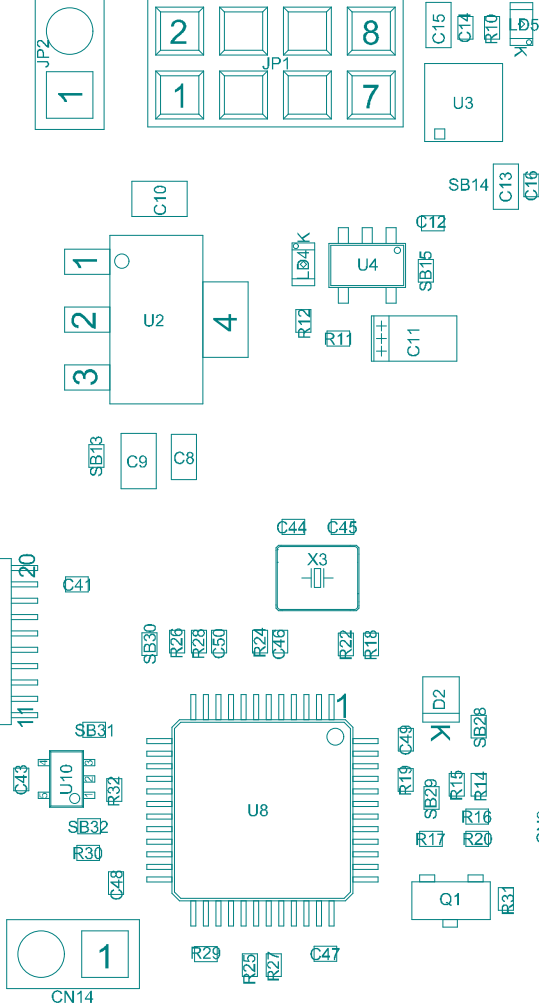 C15
C14
R10
LD5
K
JP2
1
2
8
JP1
1
7
U3
C10
SB14
C13
C16
C12
LD4
K
U4
SB15
1
2
3
U2
4
R12
R11
+++
C11
SB13
C9
C8
C44
C45
X3
20
C41
11
SB30
R26
R28
C50
R24
C46
R22
R18
D2
K
SB28
1
SB31
C49
C43
U10
R32
U8
R19
SB29
R15
R14
R16
SB32
R17
R20
R30
C48
Q1
R31
1
CN14
R29
R25
R27
C47